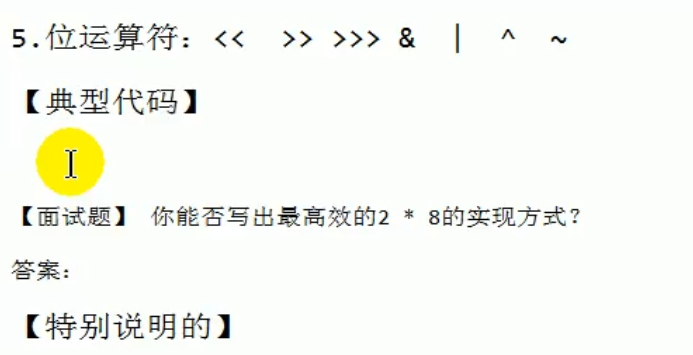 5.位运算符：<<  >> >>> &  |  ^  ~
【典型代码】
【面试题】 你能否写出最高效的2 * 8的实现方式？
答案：
【特别说明的】